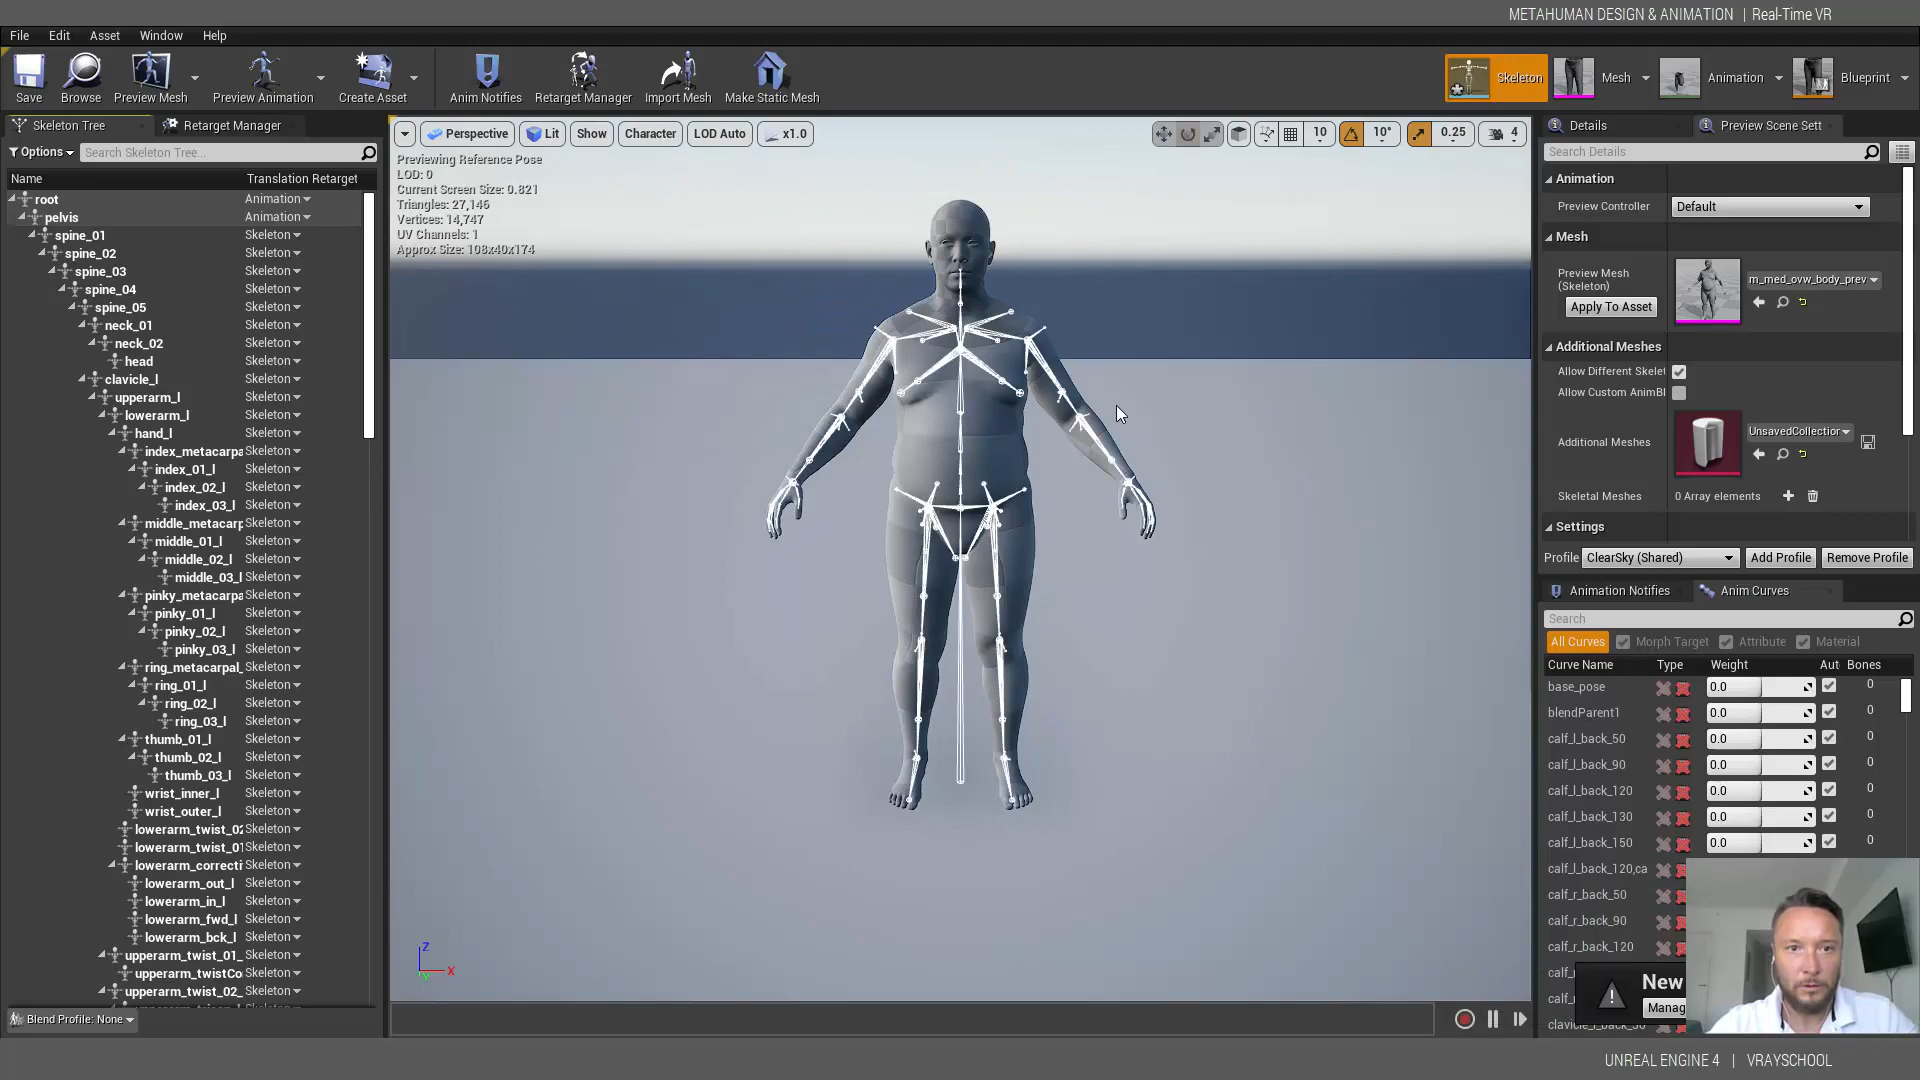 METAHUMAN DESIGN & ANIMATION | Real-Time VR
File Edit Asset Window Help
Save Browse Preview Mesh Preview Animation Create Asset Anim Notifies Retarget Manager Import Mesh Make Static Mesh Skeleton Mesh Animation Blueprint
Skeleton Tree Retarget Manager
Options Search Skeleton Tree...
Name Translation Retarget
root Animation
pelvis Animation
spine_01 Skeleton
spine_02 Skeleton
spine_03 Skeleton
spine_04 Skeleton
spine_05 Skeleton
neck_01 Skeleton
neck_02 Skeleton
head Skeleton
clavicle_l Skeleton
upperarm_l Skeleton
lowerarm_l Skeleton
hand_l Skeleton
index_metacarpa Skeleton
index_01_l Skeleton
index_02_l Skeleton
index_03_l Skeleton
middle_metacarp Skeleton
middle_01_l Skeleton
middle_02_l Skeleton
middle_03_l Skeleton
pinky_metacarpa Skeleton
pinky_01_l Skeleton
pinky_02_l Skeleton
pinky_03_l Skeleton
ring_metacarpal_ Skeleton
ring_01_l Skeleton
ring_02_l Skeleton
ring_03_l Skeleton
thumb_01_l Skeleton
thumb_02_l Skeleton
thumb_03_l Skeleton
wrist_inner_l Skeleton
wrist_outer_l Skeleton
lowerarm_twist_02 Skeleton
lowerarm_twist_01 Skeleton
lowerarm_correcti Skeleton
lowerarm_out_l Skeleton
lowerarm_in_l Skeleton
lowerarm_fwd_l Skeleton
lowerarm_bck_l Skeleton
upperarm_twist_01_ Skeleton
upperarm_twistCo Skeleton
upperarm_twist_02_ Skeleton
Blend Profile: None
Perspective Lit Show Character LOD Auto x1.0 10 10° 0.25 4
Previewing Reference Pose
LOD: 0
Current Screen Size: 0.821
Triangles: 27,146
Vertices: 14,747
UV Channels: 1
Approx Size: 108x40x174
Z
X
Y
Details Preview Scene Sett
Search Details
Animation
Preview Controller Default
Mesh
Preview Mesh
(Skeleton)
m_med_ovw_body_prev
Apply To Asset
Additional Meshes
Allow Different Skelet
Allow Custom AnimBl
Additional Meshes UnsavedCollection
Skeletal Meshes 0 Array elements
Settings
Profile ClearSky (Shared) Add Profile Remove Profile
Animation Notifies Anim Curves
Search
All Curves Morph Target Attribute Material
Curve Name Type Weight Aut Bones
base_pose 0.0 0
blendParent1 0.0 0
calf_l_back_50 0.0 0
calf_l_back_90 0.0 0
calf_l_back_120 0.0 0
calf_l_back_130 0.0 0
calf_l_back_150 0.0 0
calf_l_back_120,ca
calf_r_back_50
calf_r_back_90
calf_r_back_120
calf_r
calf_r
New
Manag
UNREAL ENGINE 4 | VRAYSCHOOL